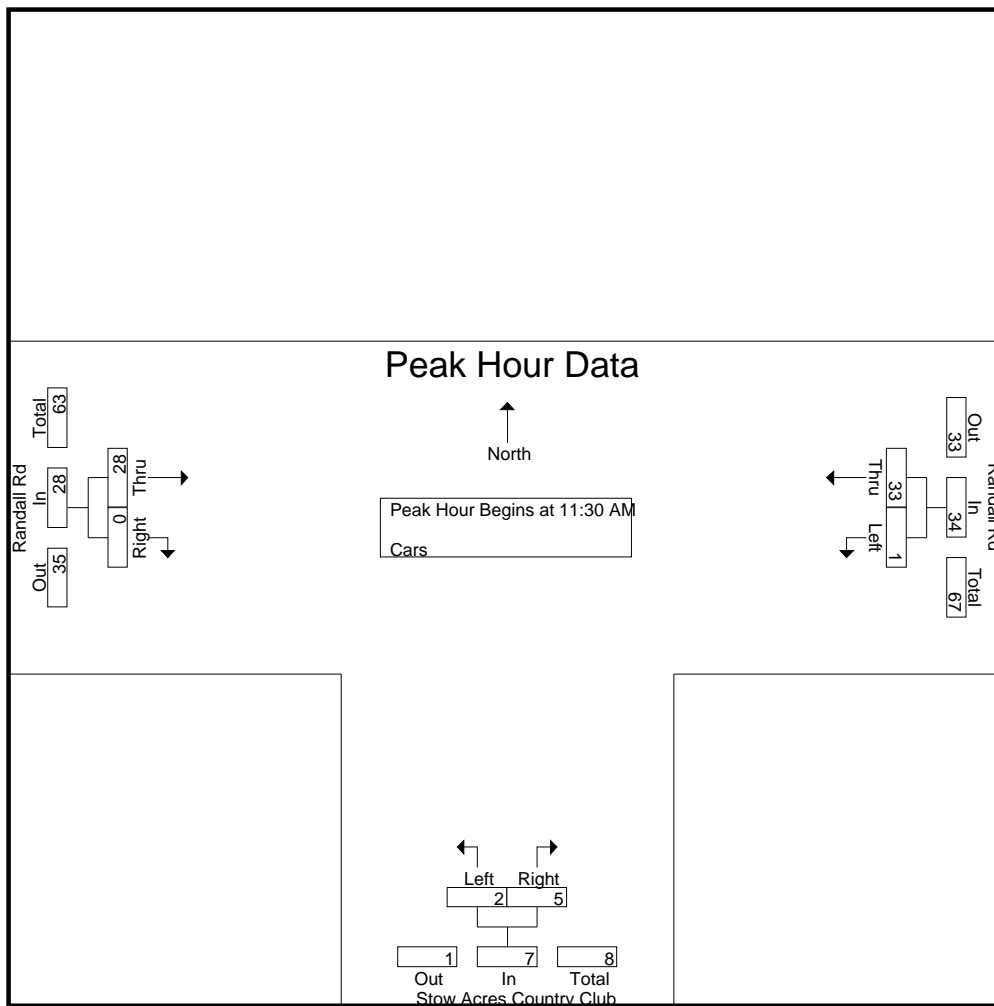 Peak Hour Data
North
Peak Hour Begins at 11:30 AM
Cars
Randall Rd
Total
63
In
28
Out
35
28
Thru
0
Right
Randall Rd
Out
33
In
34
Total
67
Thru
33
Left
1
Left Right
2 5
1 7 8
Out In Total
Stow Acres Country Club